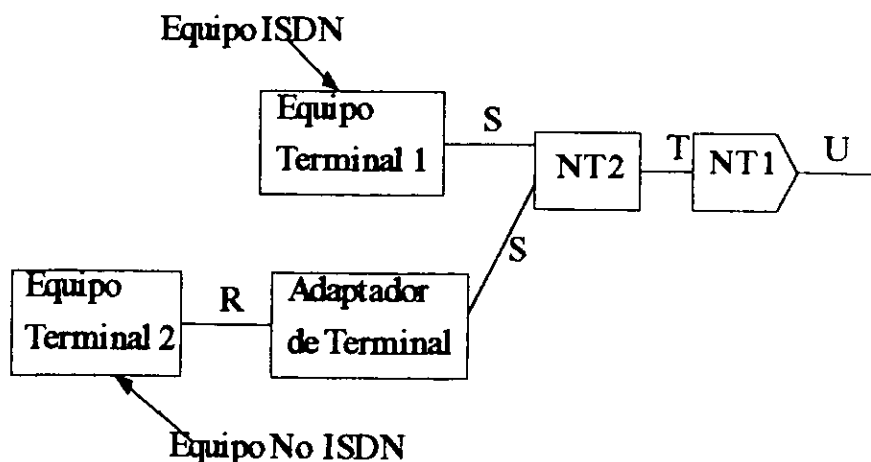 Equipo ISDN
Equipo
Terminal 1
S
NT2
T
NT1
U
S
Equipo
Terminal 2
R
Adaptador
de Terminal
Equipo No ISDN